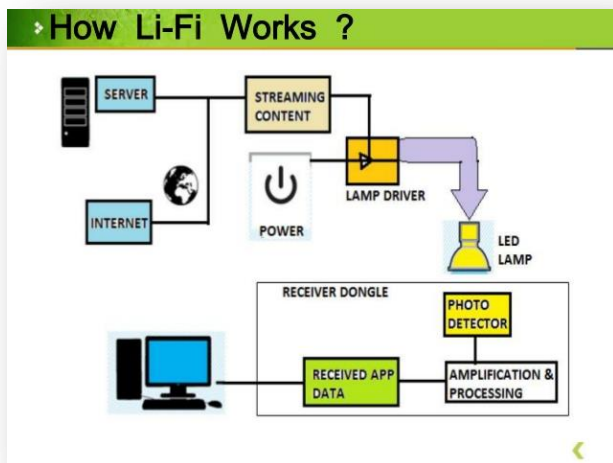 How Li-Fi Works ?
SERVER
STREAMING
CONTENT
INTERNET
POWER
LAMP DRIVER
LED
LAMP
RECEIVER DONGLE
PHOTO
DETECTOR
RECEIVED APP
DATA
AMPLIFICATION &
PROCESSING